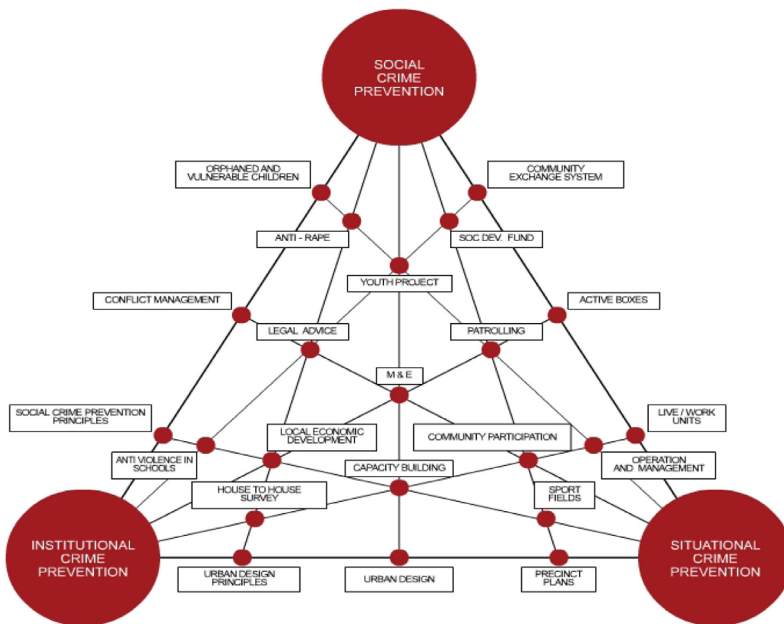 SOCIAL
CRIME
PREVENTION
ORPHANED AND
VULNERABLE CHILDREN
COMMUNITY
EXCHANGE SYSTEM
ANTI - RAPE
SOC DEV. FUND
YOUTH PROJECT
CONFLICT MANAGEMENT
ACTIVE BOXES
LEGAL ADVICE
PATROLLING
M & E
SOCIAL CRIME PREVENTION
PRINCIPLES
LOCAL ECONOMIC
DEVELOPMENT
COMMUNITY PARTICIPATION
LIVE / WORK
UNITS
ANTI VIOLENCE IN
SCHOOLS
CAPACITY BUILDING
OPERATION
AND MANAGEMENT
HOUSE TO HOUSE
SURVEY
SPORT
FIELDS
INSTITUTIONAL
CRIME
PREVENTION
SITUATIONAL
CRIME
PREVENTION
URBAN DESIGN
PRINCIPLES
URBAN DESIGN
PRECINCT
PLANS